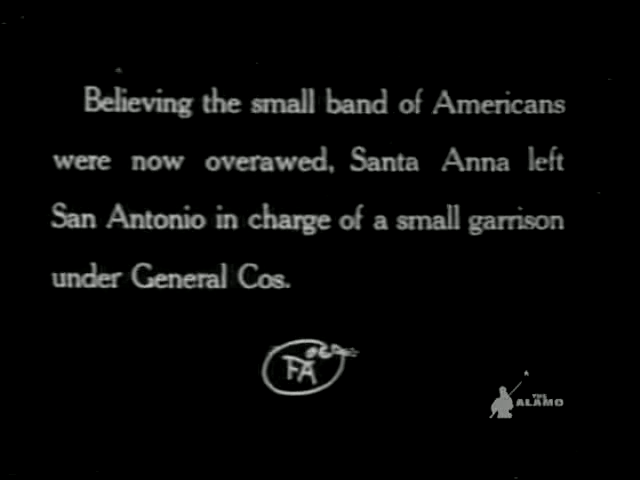 Believing the small band of Americans
were now overawed, Santa Anna left
San Antonio in charge of a small garrison
under General Cos.
FA
THE
ALAMO